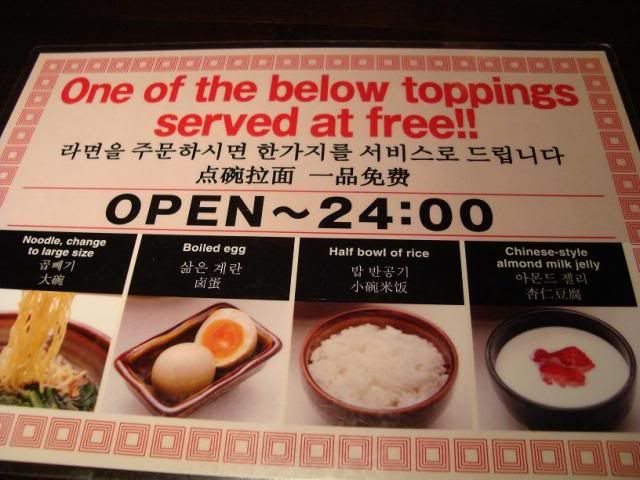 One of the below toppings
served at free!!
라면을 주문하시면 한가지를 서비스로 드립니다
点碗拉面 一品免费
OPEN～24:00
Noodle, change
to large size
곱빼기
大碗
Boiled egg
삶은 계란
卤蛋
Half bowl of rice
밥 반공기
小碗米饭
Chinese-style
almond milk jelly
아몬드 젤리
杏仁豆腐